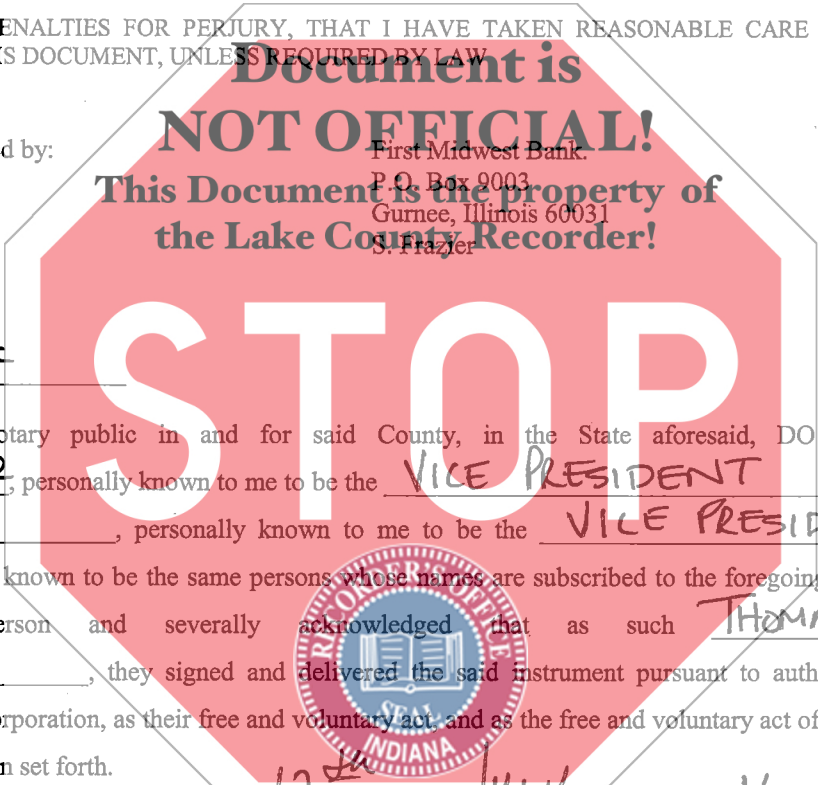 ENALTIES FOR PERJURY, THAT I HAVE TAKEN REASONABLE CARE
S DOCUMENT, UNLESS REQUIRED BY LAW
Document is
NOT OFFICIAL!
This Document is the property of
the Lake County Recorder!
d by:
First Midwest Bank.
P.O. Box 9003
Gurnee, Illinois 60031
S. Frazier
STOP
otary public in and for said County, in the State aforesaid, DO
, personally known to me to be the VICE PRESIDENT
, personally known to me to be the VICE PRESID
known to be the same persons whose names are subscribed to the foregoing
erson and severally acknowledged that as such THOM
, they signed and delivered the said instrument pursuant to auth
rporation, as their free and voluntary act, and as the free and voluntary act of
n set forth.
RECORDER'S OFFICE
SEAL
INDIANA